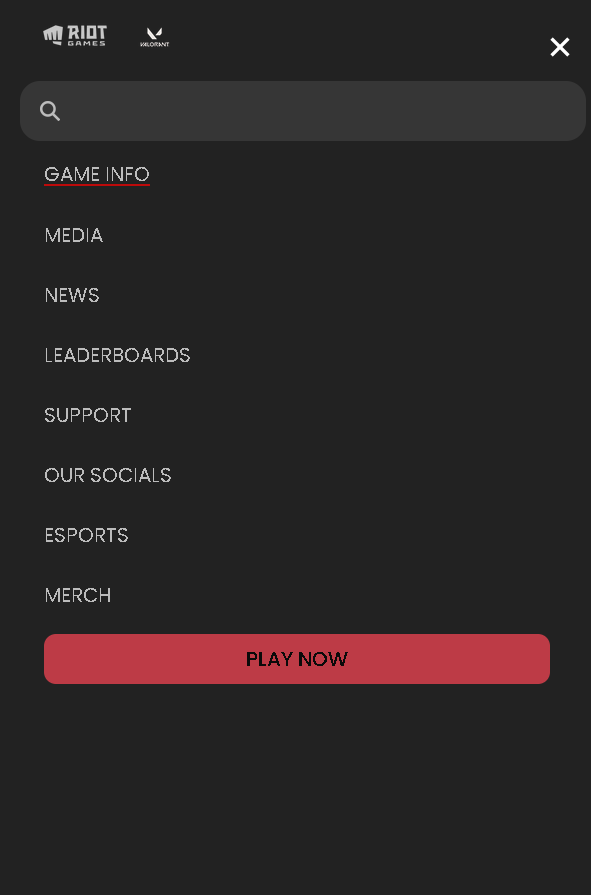 RIOT
GAMES
VALORANT
GAME INFO
MEDIA
NEWS
LEADERBOARDS
SUPPORT
OUR SOCIALS
ESPORTS
MERCH
PLAY NOW